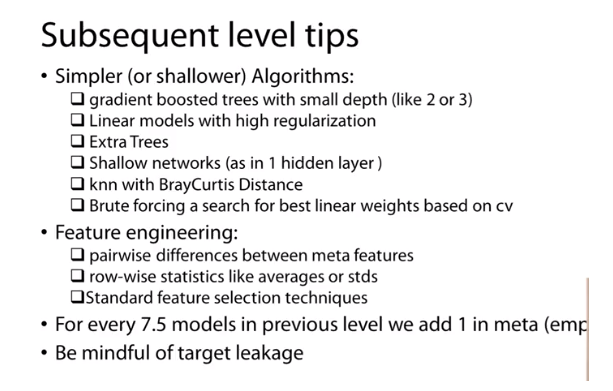 Subsequent level tips
• Simpler (or shallower) Algorithms:
❑ gradient boosted trees with small depth (like 2 or 3)
❑ Linear models with high regularization
❑ Extra Trees
❑ Shallow networks (as in 1 hidden layer )
❑ knn with BrayCurtis Distance
❑ Brute forcing a search for best linear weights based on cv
• Feature engineering:
❑ pairwise differences between meta features
❑ row-wise statistics like averages or stds
❑Standard feature selection techniques
• For every 7.5 models in previous level we add 1 in meta (emp
• Be mindful of target leakage